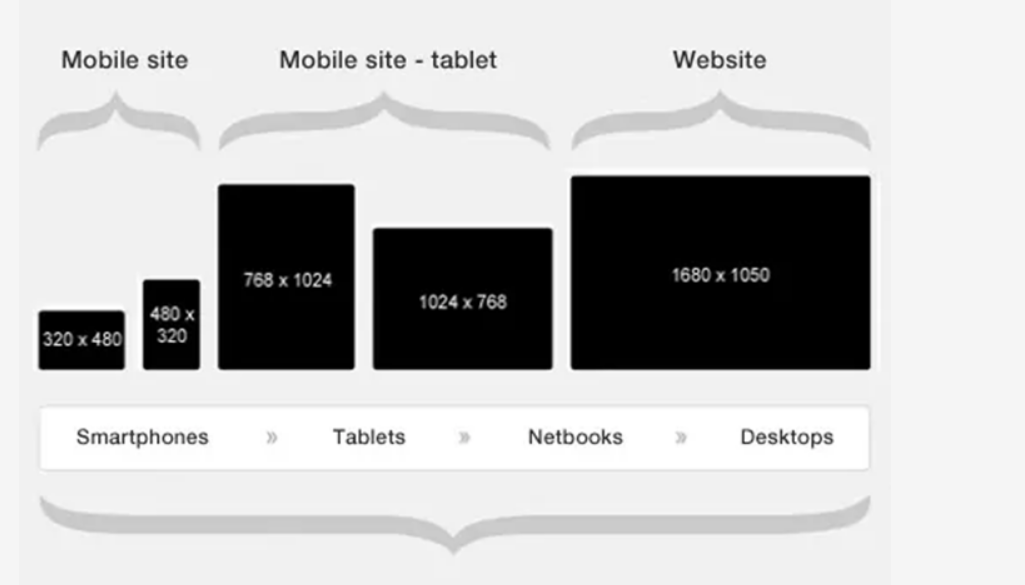 Mobile site
Mobile site - tablet
Website
320 x 480
480 x
320
768 x 1024
1024 x 768
1680 x 1050
Smartphones » Tablets » Netbooks » Desktops